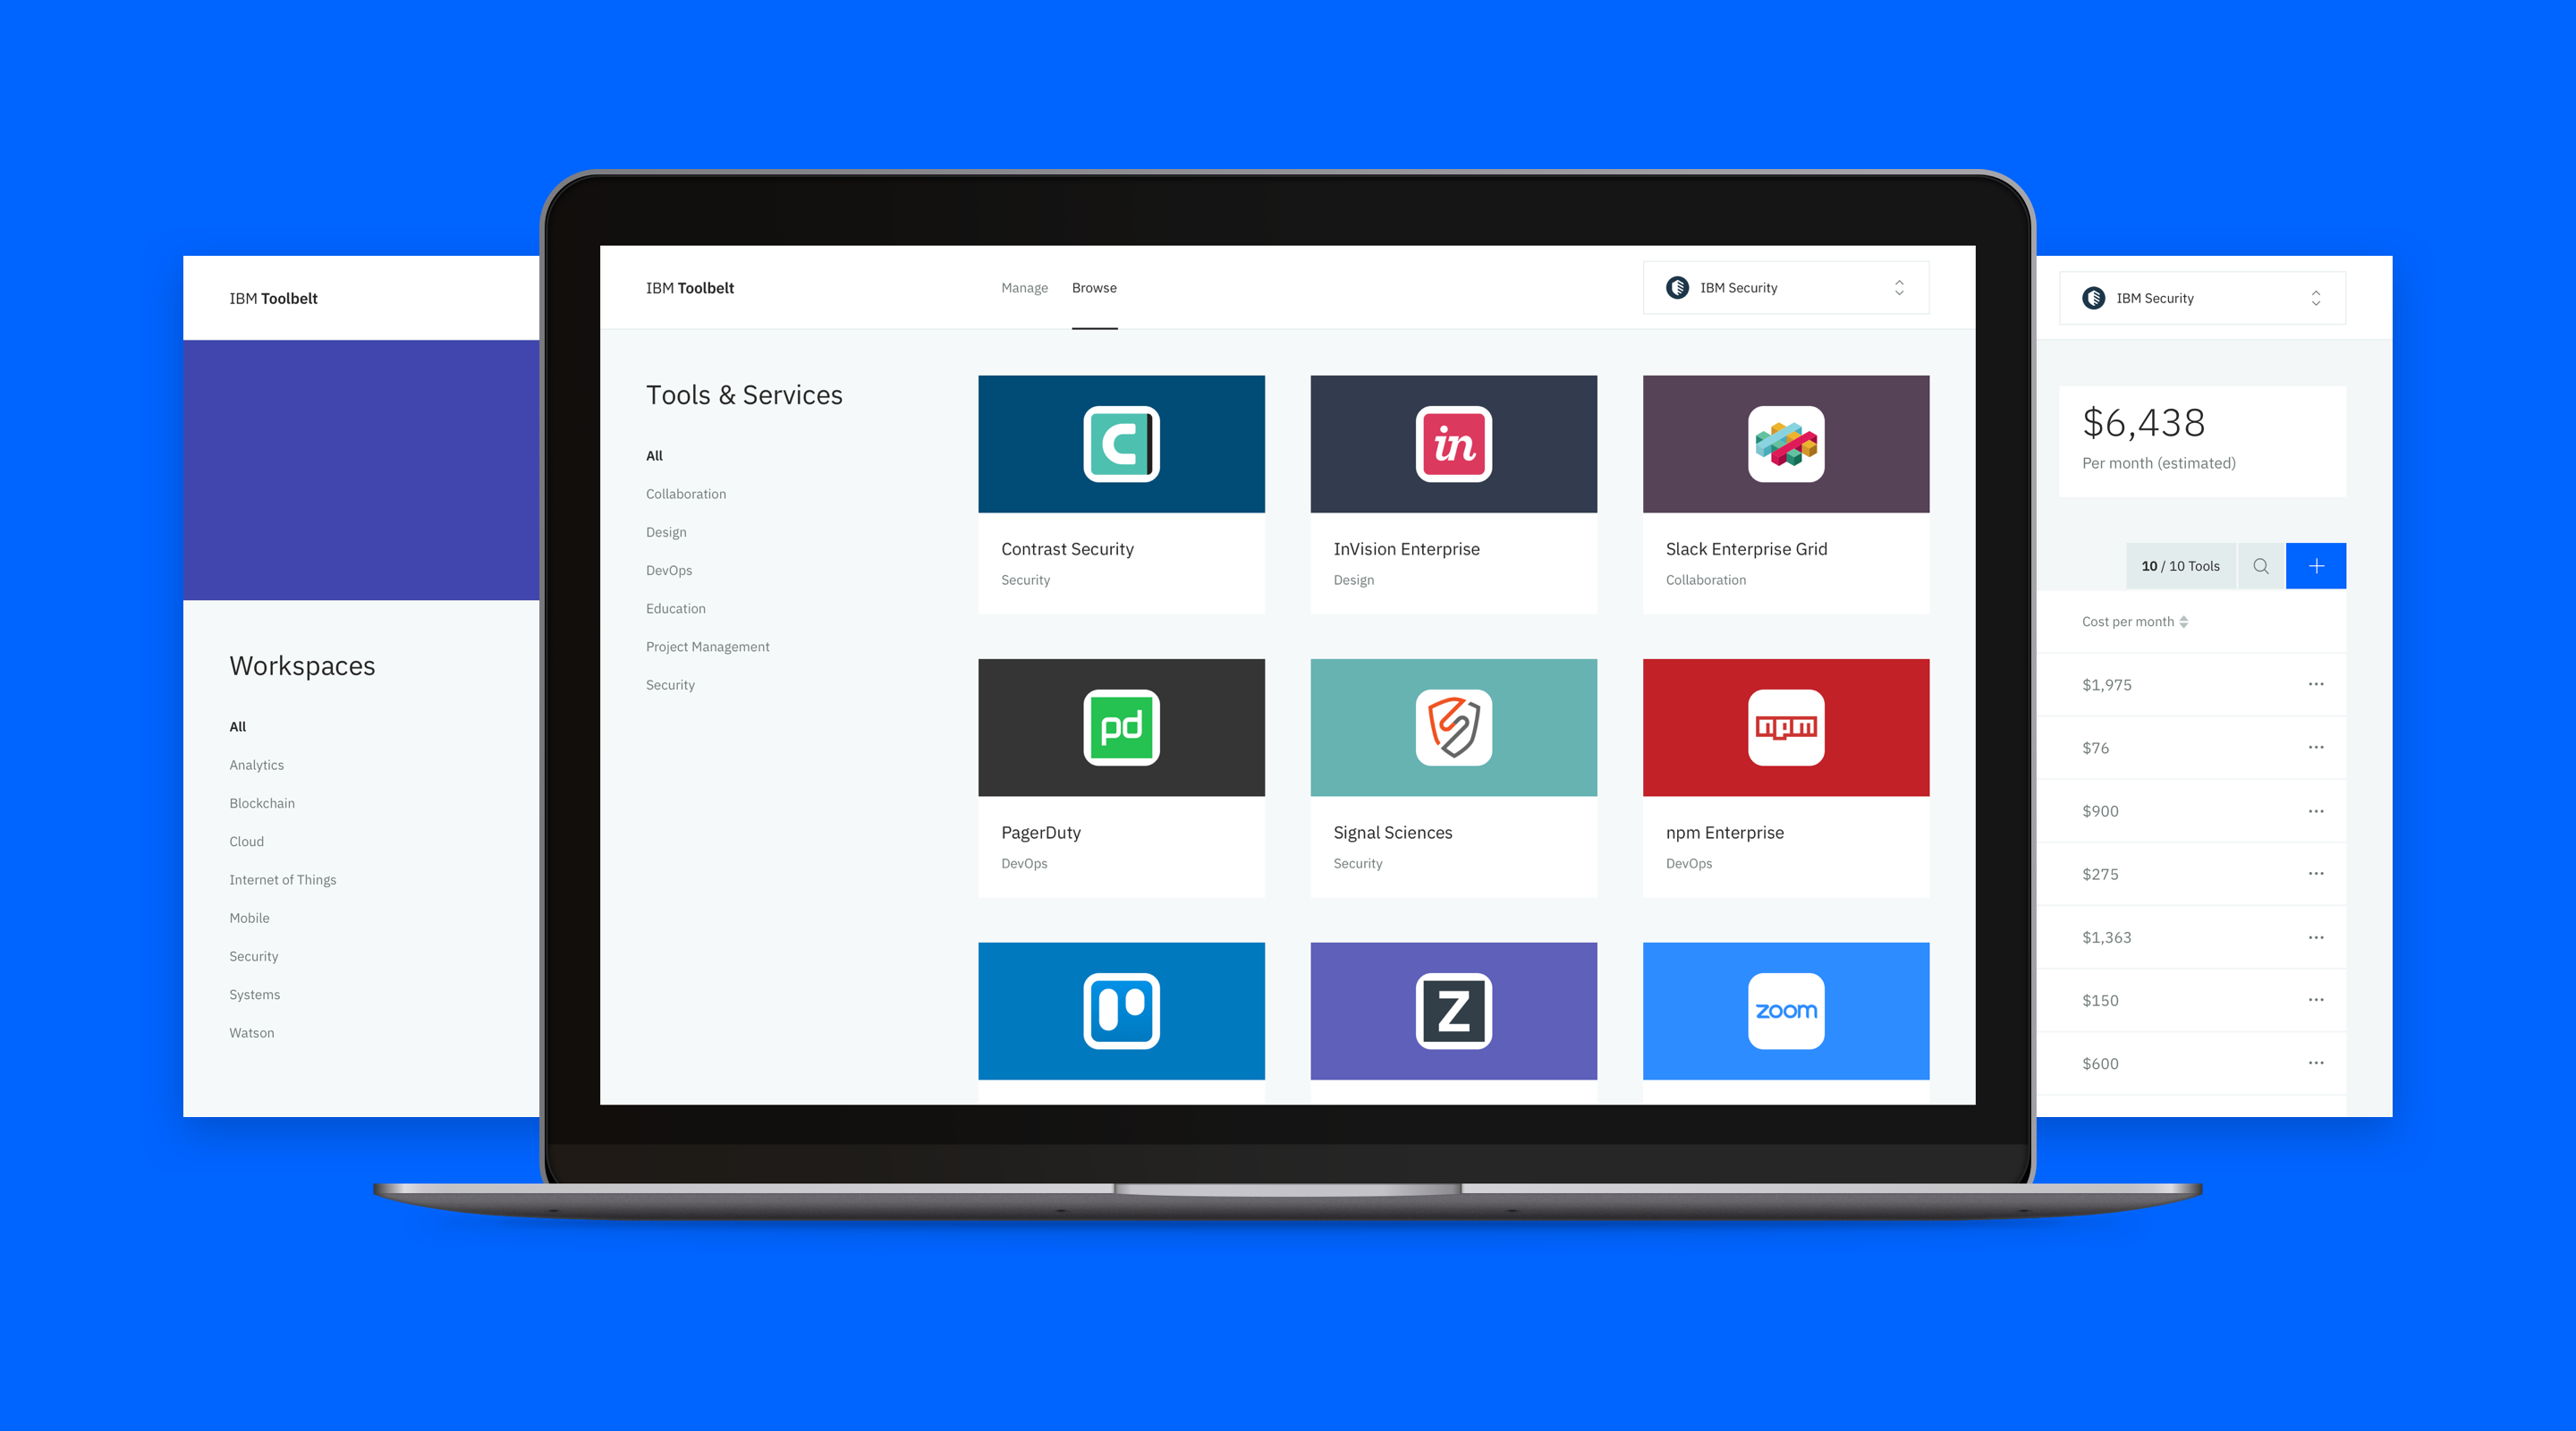 IBM Toolbelt
Workspaces
All
Analytics
Blockchain
Cloud
Internet of Things
Mobile
Security
Systems
Watson
IBM Toolbelt
Manage
Browse
IBM Security
Tools & Services
All
Collaboration
Design
DevOps
Education
Project Management
Security
C
Contrast Security
Security
in
InVision Enterprise
Design
Slack Enterprise Grid
Collaboration
pd
PagerDuty
DevOps
Signal Sciences
Security
npm
npm Enterprise
DevOps
Z
zoom
IBM Security
$6,438
Per month (estimated)
10 / 10 Tools
Cost per month
$1,975
$76
$900
$275
$1,363
$150
$600